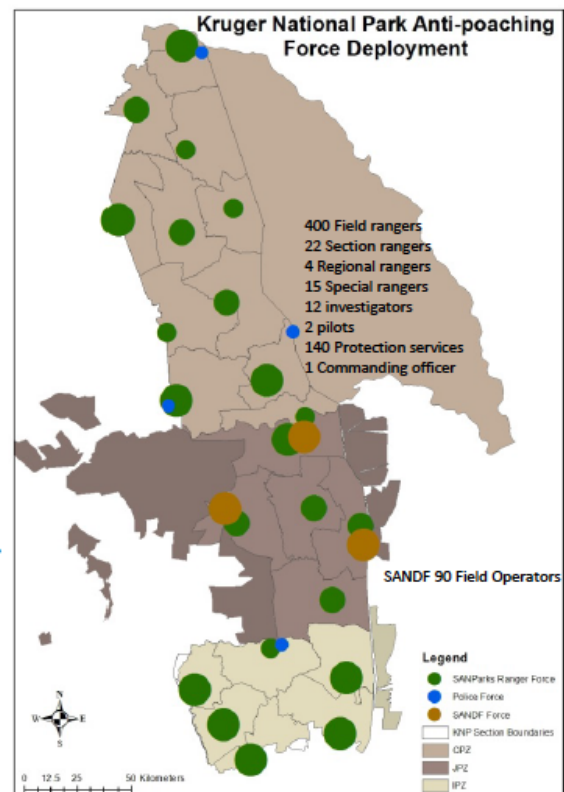 Kruger National Park Anti-poaching
Force Deployment
400 Field rangers
22 Section rangers
4 Regional rangers
15 Special rangers
12 investigators
2 pilots
140 Protection services
1 Commanding officer
SANDF 90 Field Operators
Legend
SANParks Ranger Force
Police Force
SANDF Force
KNP Section Boundaries
CPZ
JPZ
IPZ
N
W E
S
0 12.5 25 50 Kilometers